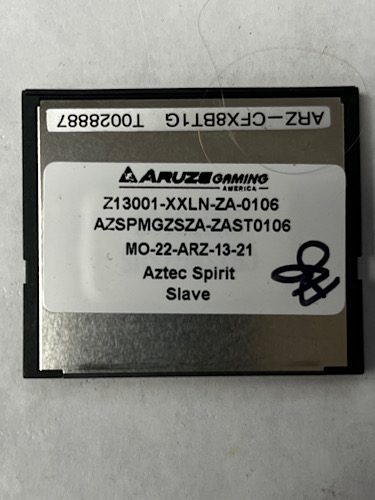 ARZ-CFX8BT1G T0028887
ARUZE GAMING
AMERICA
Z13001-XXLN-ZA-0106
AZSPMGZSZA-ZAST0106
MO-22-ARZ-13-21
Aztec Spirit
Slave